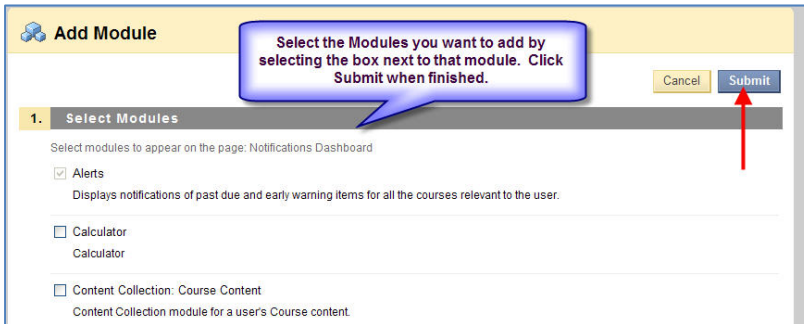 Add Module
Select the Modules you want to add by
selecting the box next to that module. Click
Submit when finished.
Cancel Submit
1. Select Modules
Select modules to appear on the page: Notifications Dashboard
Alerts
Displays notifications of past due and early warning items for all the courses relevant to the user.
Calculator
Calculator
Content Collection: Course Content
Content Collection module for a user's Course content.